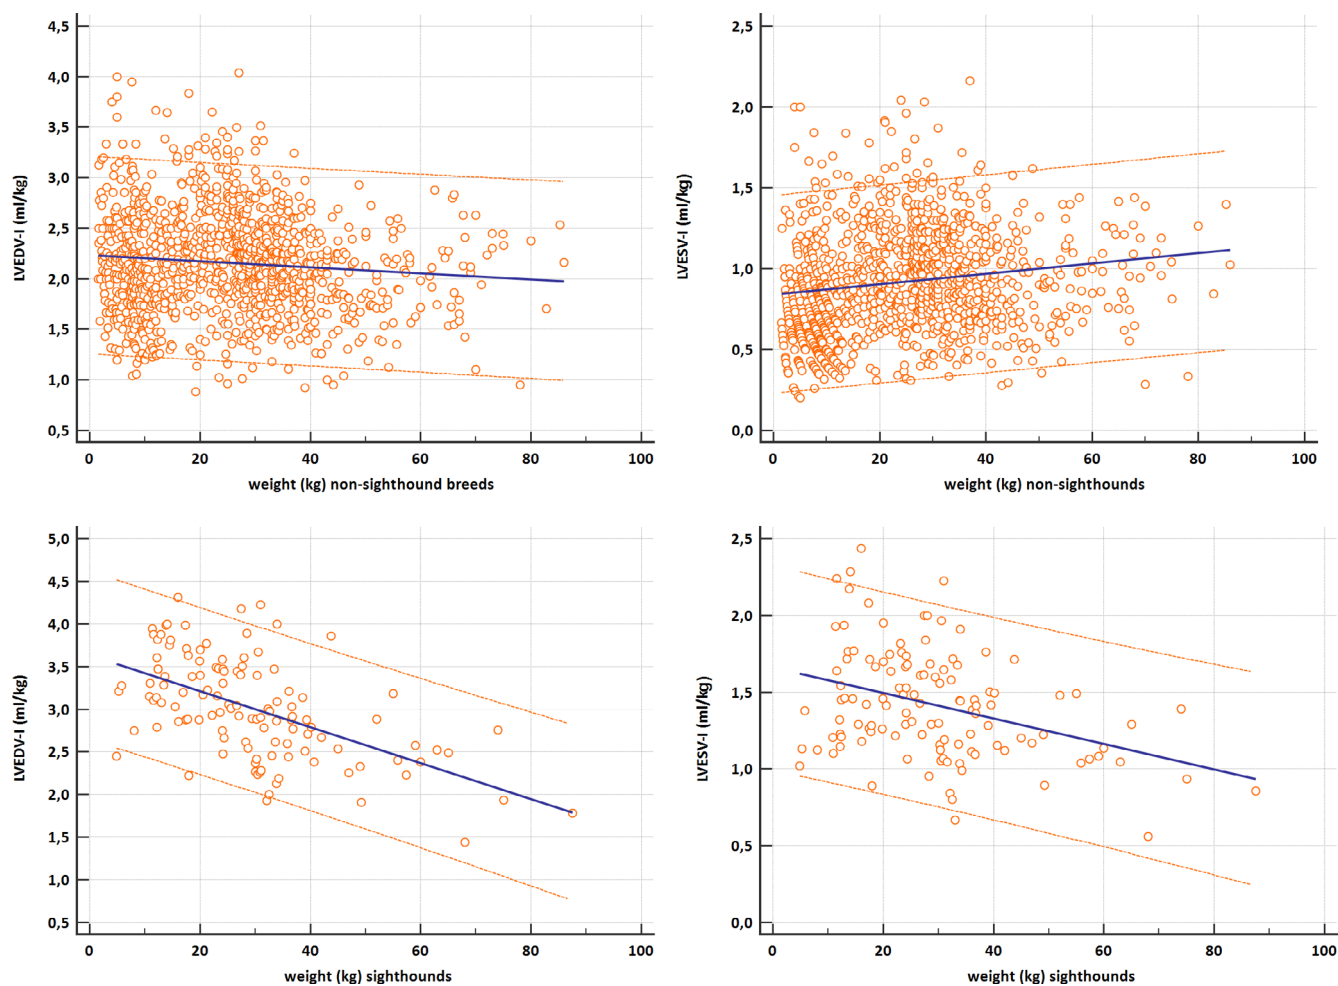 4,5
4,0
3,5
3,0
2,5
2,0
1,5
1,0
0,5
LVEDV-I (ml/kg)
0 20 40 60 80 100
weight (kg) non-sighthound breeds
2,5
2,0
1,5
1,0
0,5
0,0
LVESV-I (ml/kg)
0 20 40 60 80 100
weight (kg) non-sighthounds
5,0
4,5
4,0
3,5
3,0
2,5
2,0
1,5
1,0
0,5
LVEDV-I (ml/kg)
0 20 40 60 80 100
weight (kg) sighthounds
2,5
2,0
1,5
1,0
0,5
0,0
LVESV-I (ml/kg)
0 20 40 60 80 100
weight (kg) sighthounds